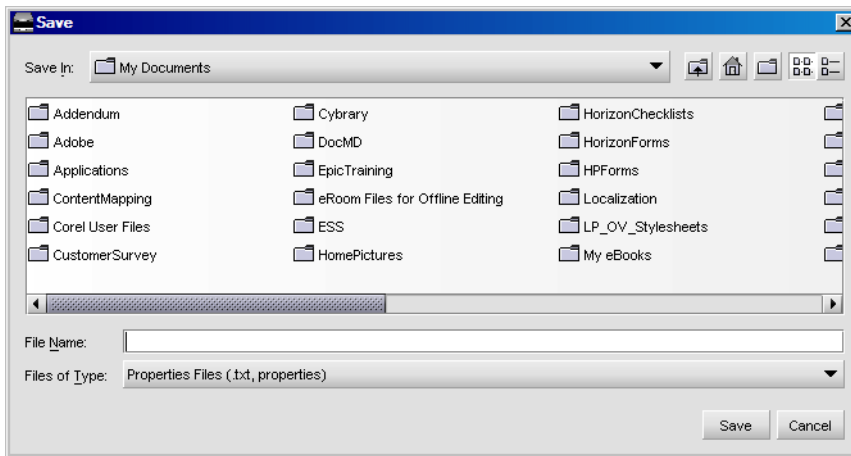 Save
Save In: My Documents
Addendum Cybrary HorizonChecklists
Adobe DocMD HorizonForms
Applications EpicTraining HPForms
ContentMapping eRoom Files for Offline Editing Localization
Corel User Files ESS LP_OV_Stylesheets
CustomerSurvey HomePictures My eBooks
File Name:
Files of Type: Properties Files (.txt, properties)
Save Cancel